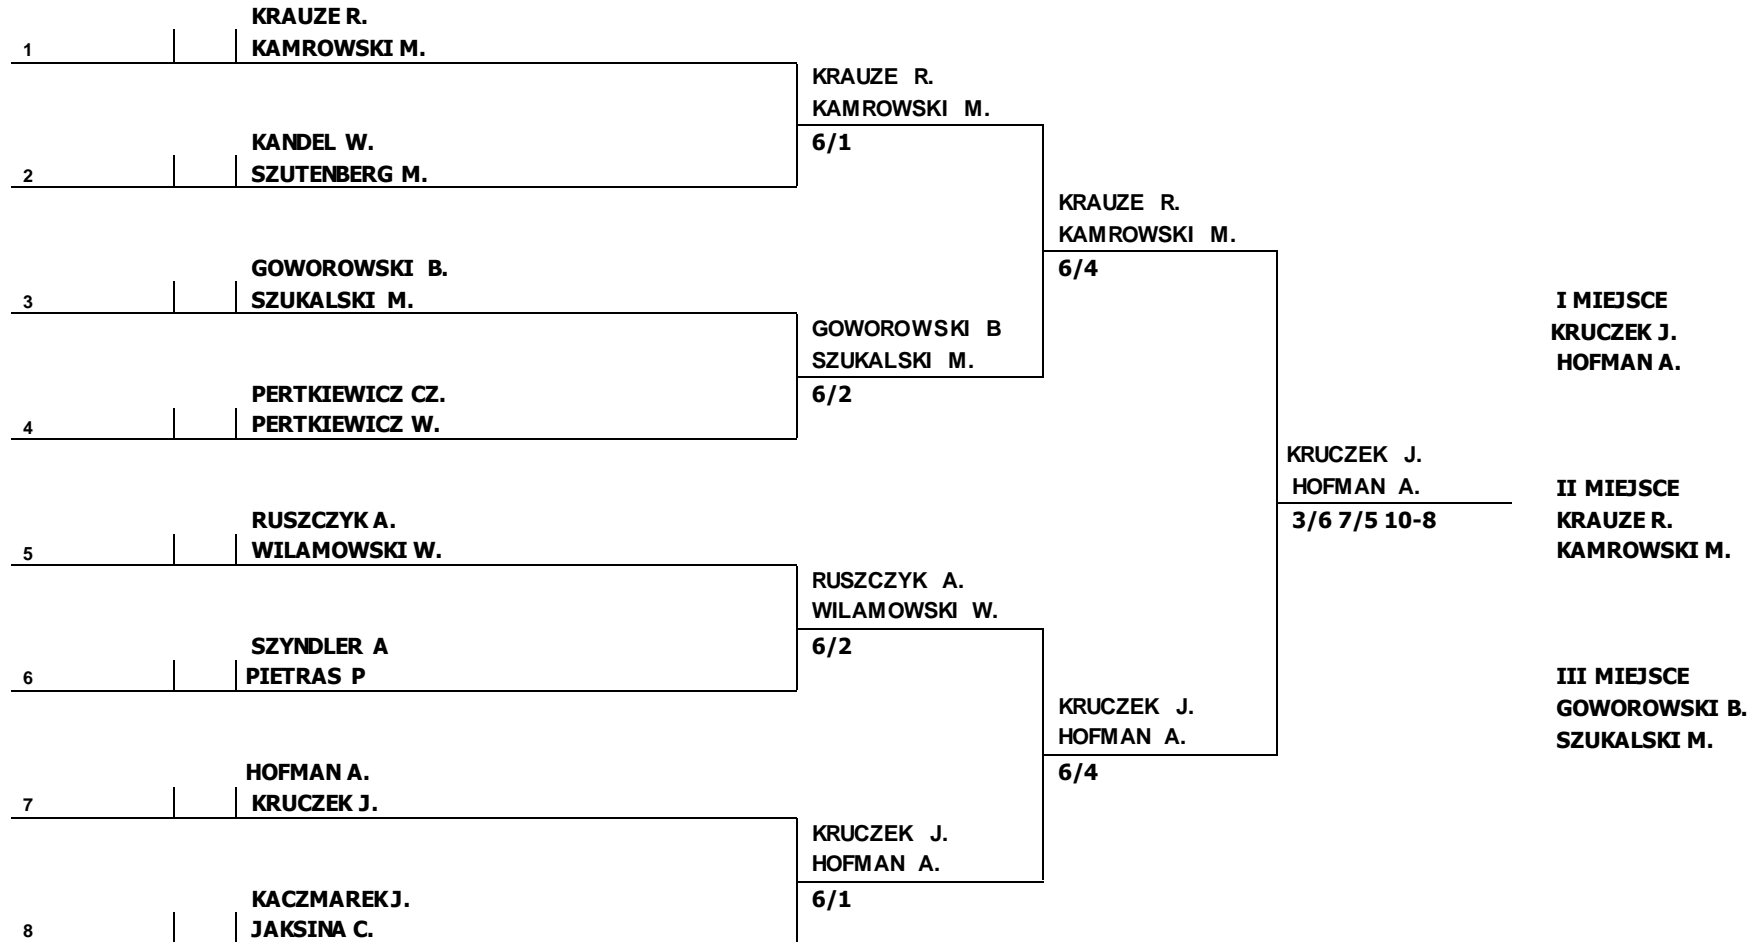 KRAUZE R.
1 KAMROWSKI M.
KRAUZE R.
KAMROWSKI M.
6/1
KANDEL W.
2 SZUTENBERG M.
KRAUZE R.
KAMROWSKI M.
6/4
GOWOROWSKI B.
3 SZUKALSKI M.
GOWOROWSKI B
SZUKALSKI M.
6/2
PERTKIEWICZ CZ.
4 PERTKIEWICZ W.
KRUCZEK J.
HOFMAN A.
3/6 7/5 10-8
RUSZCZYK A.
5 WILAMOWSKI W.
RUSZCZYK A.
WILAMOWSKI W.
6/2
SZYNDLER A
6 PIETRAS P
KRUCZEK J.
HOFMAN A.
6/4
HOFMAN A.
7 KRUCZEK J.
KRUCZEK J.
HOFMAN A.
6/1
KACZMAREK J.
8 JAKSINA C.
I MIEJSCE
KRUCZEK J.
HOFMAN A.
II MIEJSCE
KRAUZE R.
KAMROWSKI M.
III MIEJSCE
GOWOROWSKI B.
SZUKALSKI M.